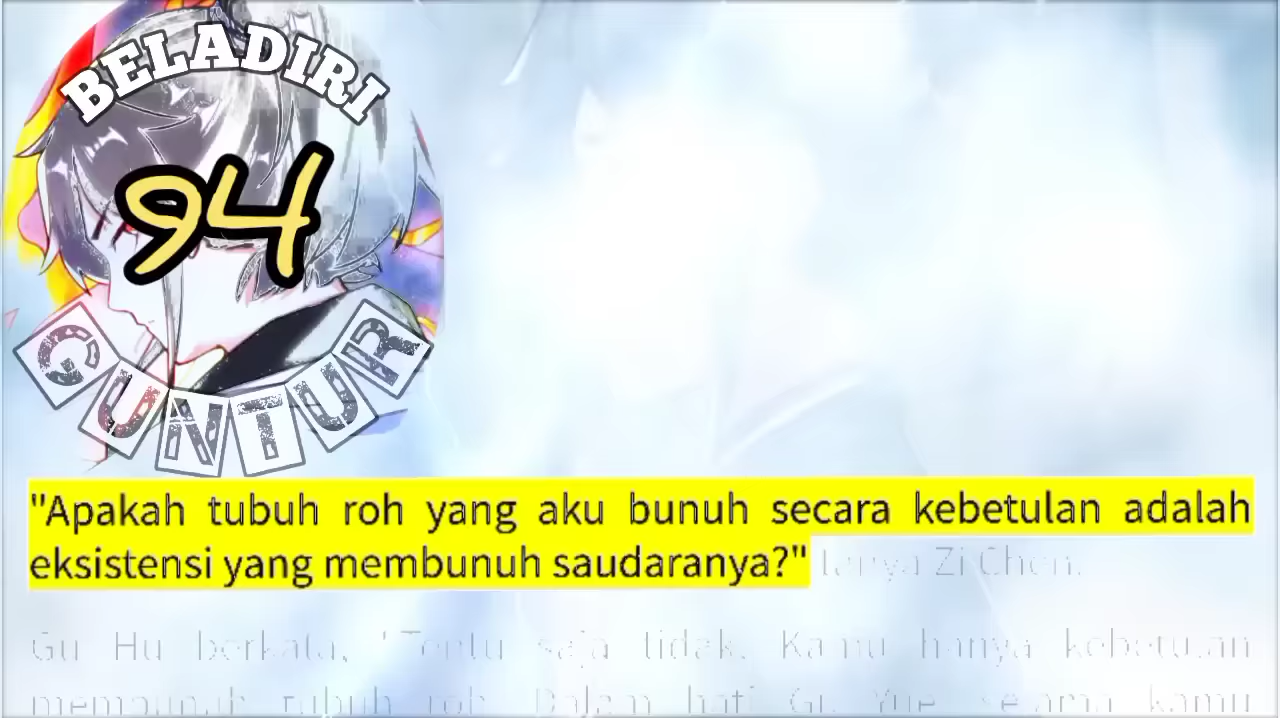 BELADIRI
94
GUNTUR
"Apakah tubuh roh yang aku bunuh secara kebetulan adalah
eksistensi yang membunuh saudaranya?" tanya Zi Chen.
Gu Hu berkata, "Tentu saja tidak. Kamu hanya kebetulan
membunuh tubuh roh. Dalam hati Gu Yue, selama kamu